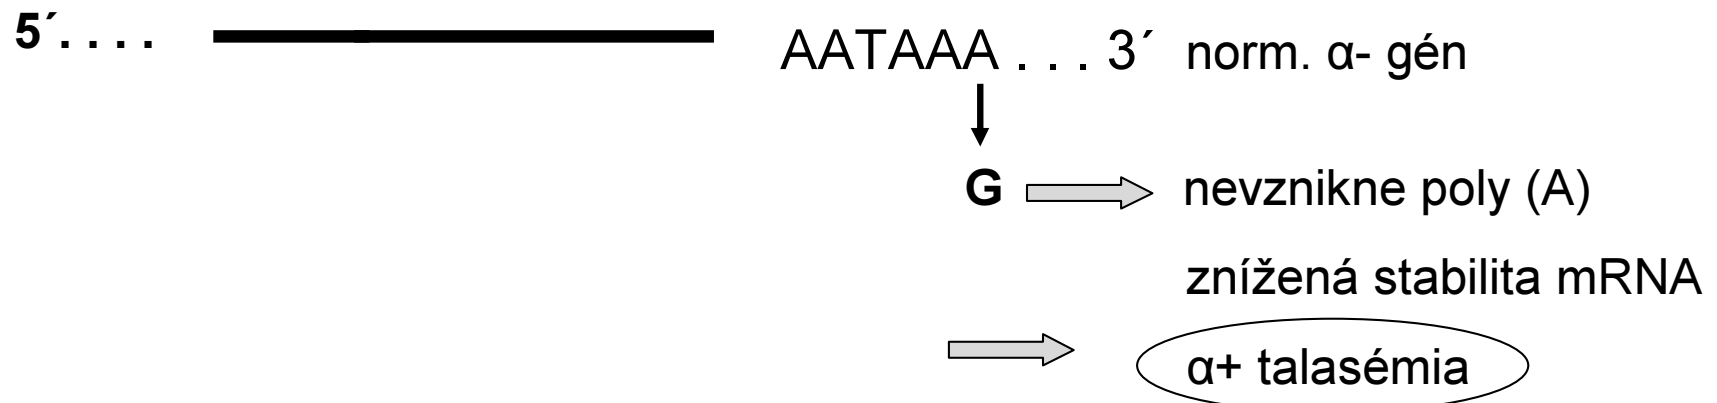 5´. . . . AATAAA . . . 3´ norm. α- gén
G nevznikne poly (A)
znížená stabilita mRNA
α+ talasémia